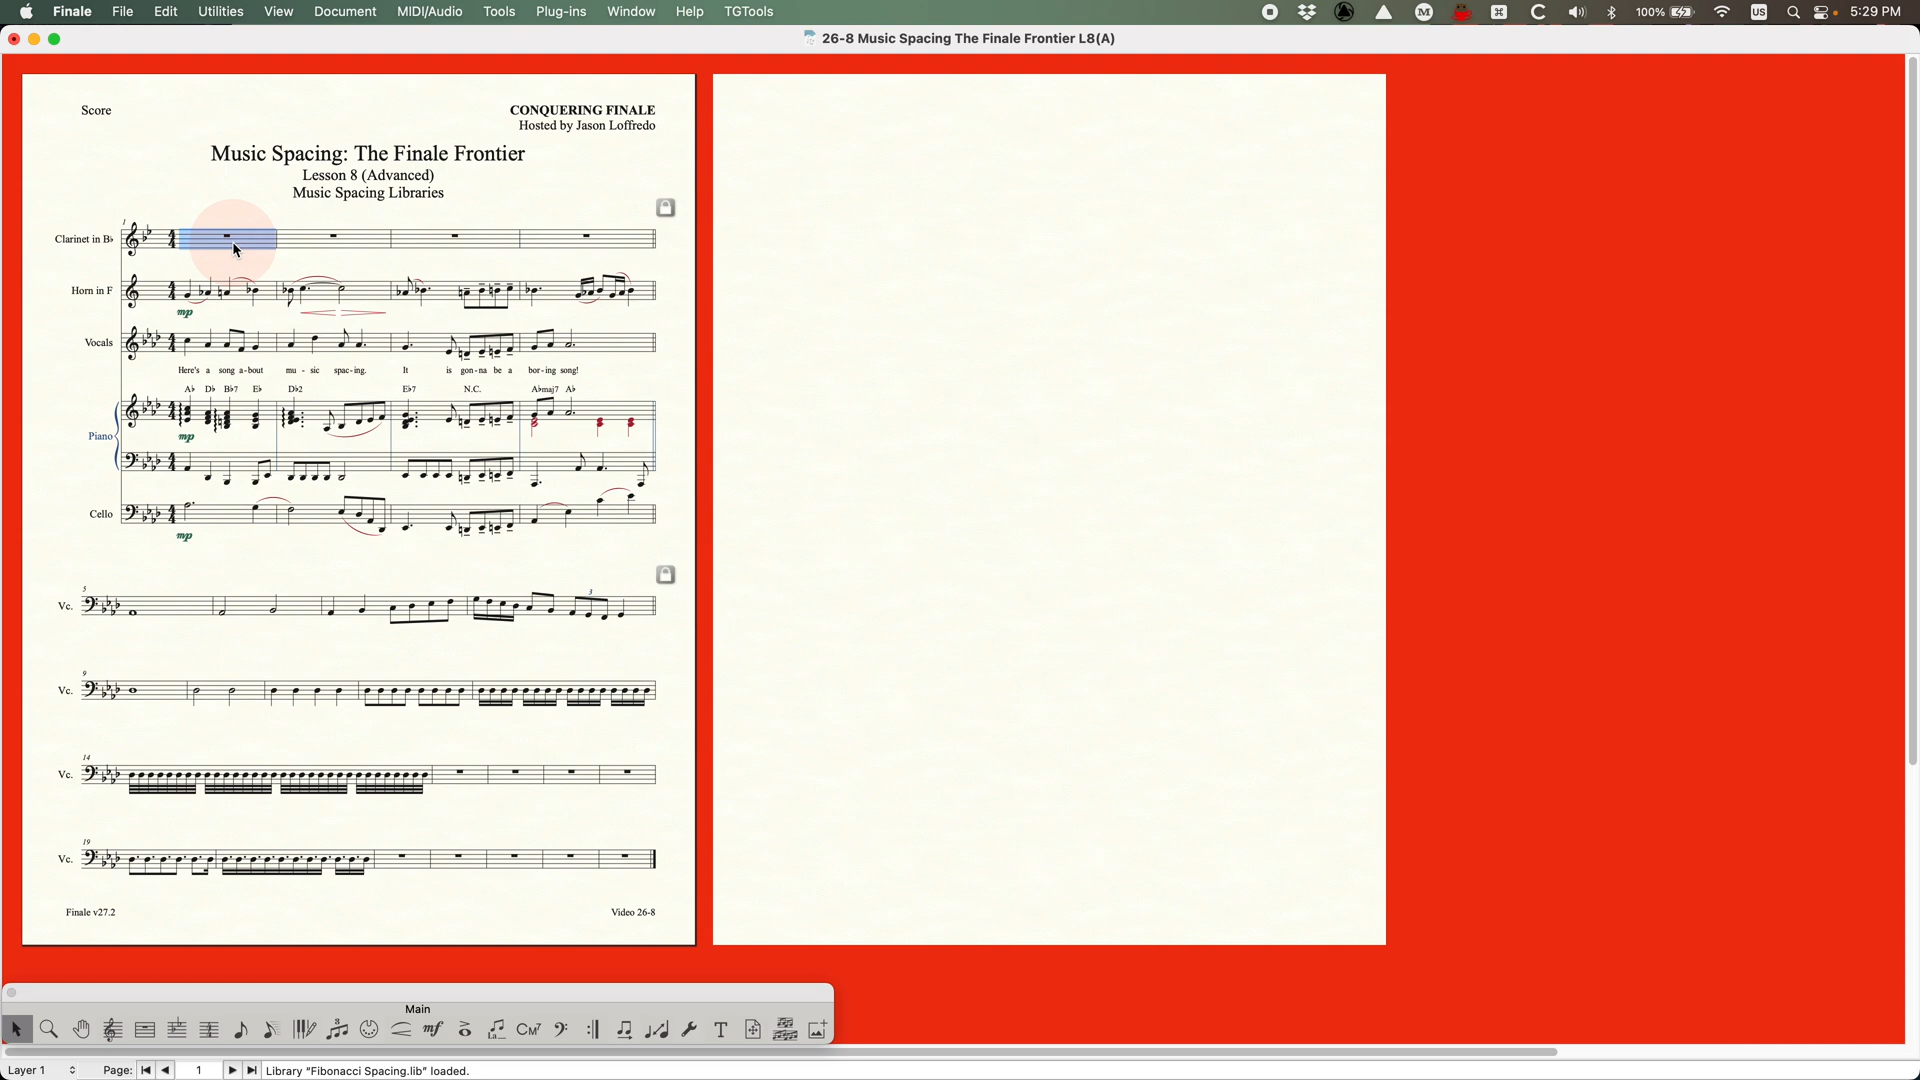 Finale File Edit Utilities View Document MIDI/Audio Tools Plug-ins Window Help TGTools 100% US 5:29 PM
26-8 Music Spacing The Finale Frontier L8(A)
Score
CONQUERING FINALE
Hosted by Jason Loffredo
Music Spacing: The Finale Frontier
Lesson 8 (Advanced)
Music Spacing Libraries
1
Clarinet in B♭
Horn in F
mp
Vocals
Here's a song a-bout mu - sic spac-ing. It is gon-na be a bor-ing song!
A♭ D♭ B♭7 E♭ D♭2 E♭7 N.C. A♭maj7 A♭
Piano
mp
Cello
mp
5
3
Vc.
9
Vc.
14
Vc.
19
Vc.
Finale v27.2 Video 26-8
Main
mf CM7 T
Layer 1 Page: 1 Library "Fibonacci Spacing.lib" loaded.